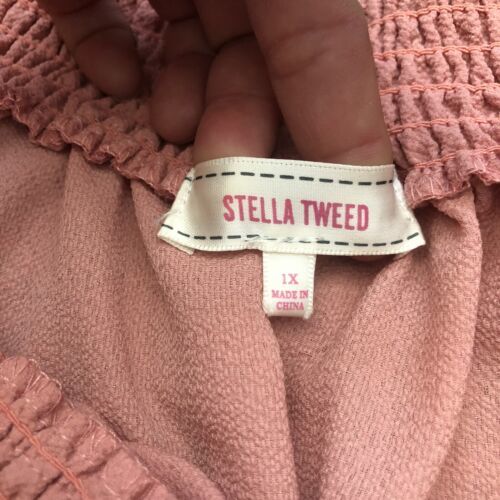 STELLA TWEED
1X
MADE IN
CHINA